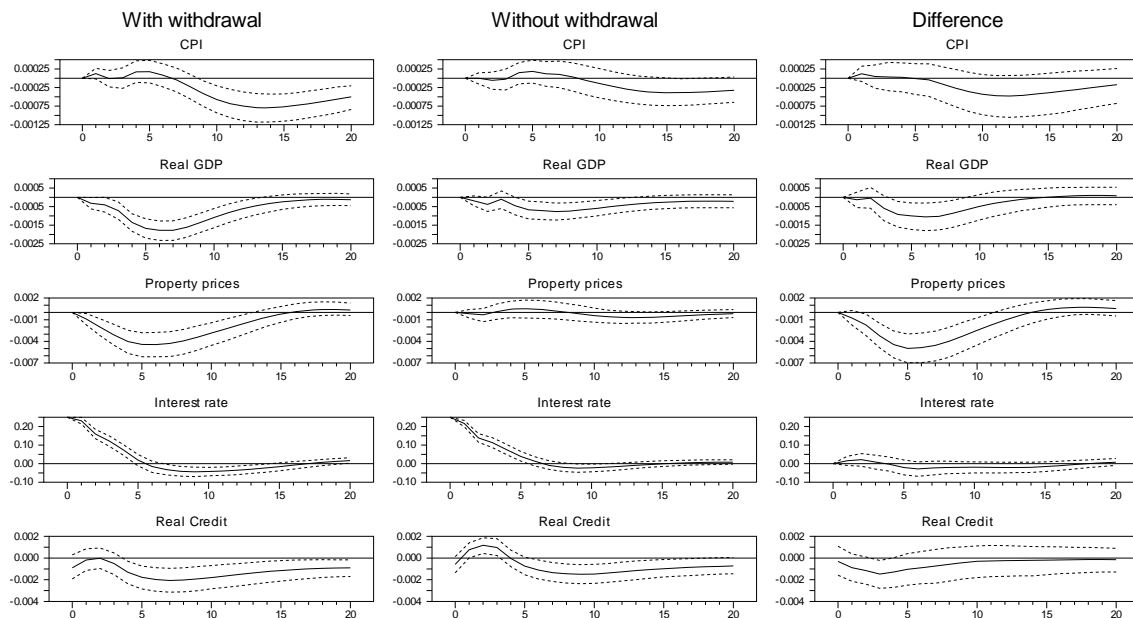 With withdrawal Without withdrawal Difference
CPI CPI CPI
0.00025 0.00025 0.00025
-0.00025 -0.00025 -0.00025
-0.00075 -0.00075 -0.00075
-0.00125 -0.00125 -0.00125
0 5 10 15 20 0 5 10 15 20 0 5 10 15 20
Real GDP Real GDP Real GDP
0.0005 0.0005 0.0005
-0.0005 -0.0005 -0.0005
-0.0015 -0.0015 -0.0015
-0.0025 -0.0025 -0.0025
0 5 10 15 20 0 5 10 15 20 0 5 10 15 20
Property prices Property prices Property prices
0.002 0.002 0.002
-0.001 -0.001 -0.001
-0.004 -0.004 -0.004
-0.007 -0.007 -0.007
0 5 10 15 20 0 5 10 15 20 0 5 10 15 20
Interest rate Interest rate Interest rate
0.20 0.20 0.20
0.10 0.10 0.10
0.00 0.00 0.00
-0.10 -0.10 -0.10
0 5 10 15 20 0 5 10 15 20 0 5 10 15 20
Real Credit Real Credit Real Credit
0.002 0.002 0.002
0.000 0.000 0.000
-0.002 -0.002 -0.002
-0.004 -0.004 -0.004
0 5 10 15 20 0 5 10 15 20 0 5 10 15 20